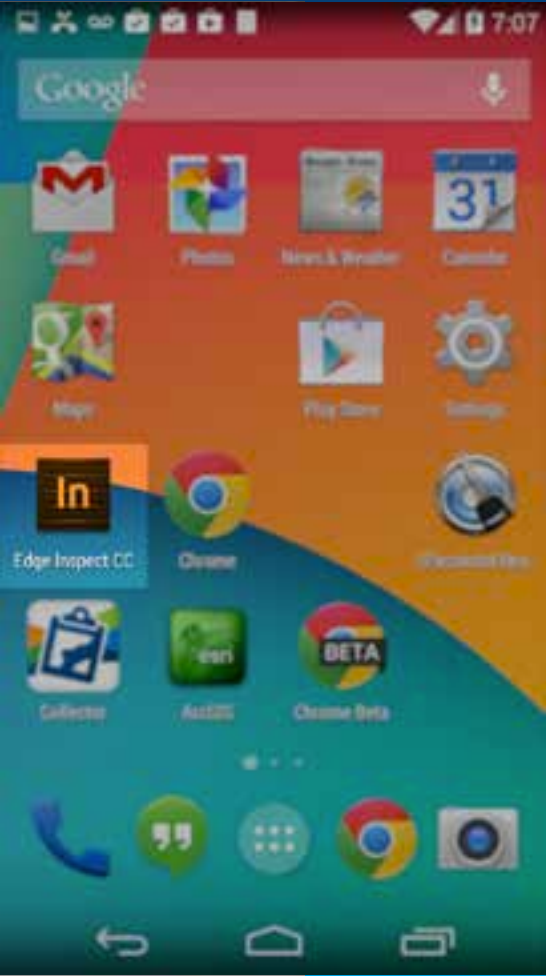 7:07
Google
Gmail
Photos
News & Weather
Calendar
31
Maps
Play Store
Settings
In
Edge Inspect CC
Chrome
esri
BETA
Collector
ArcGIS
Chrome Beta